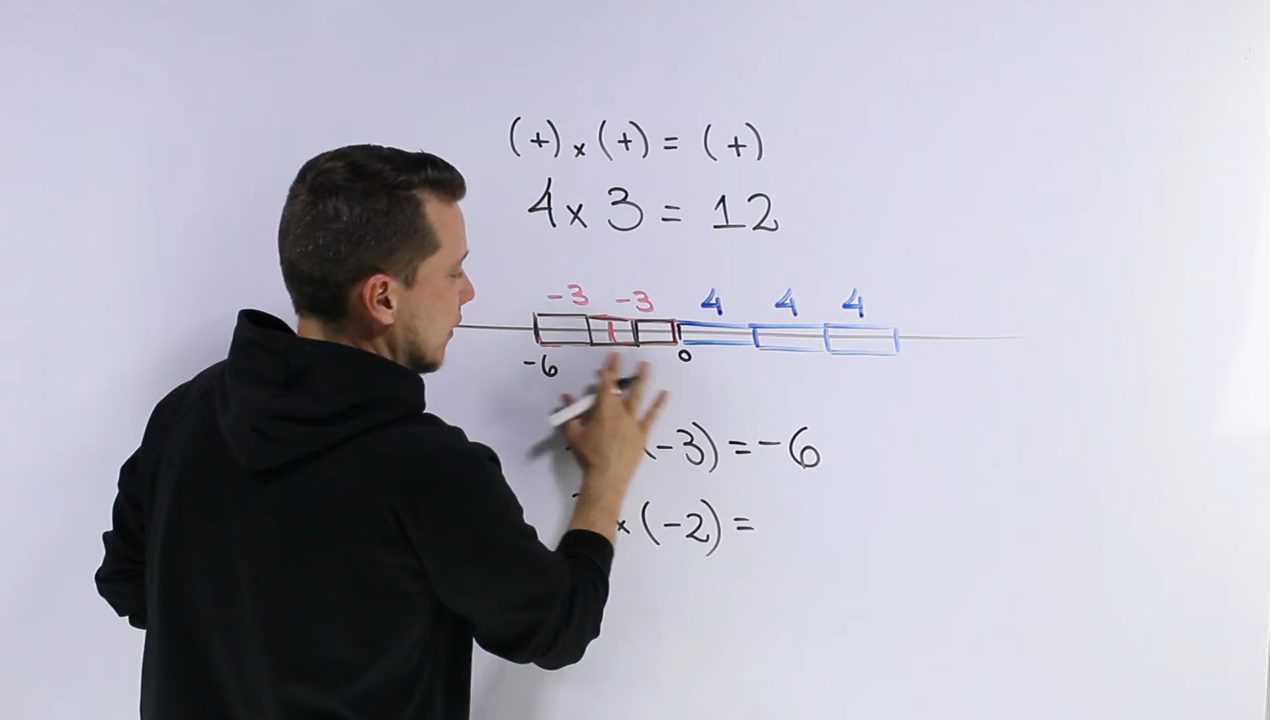 (+) × (+) = (+)
4 × 3 = 12
-3 -3 4 4 4
-6 0
(-3) = -6
× (-2) =